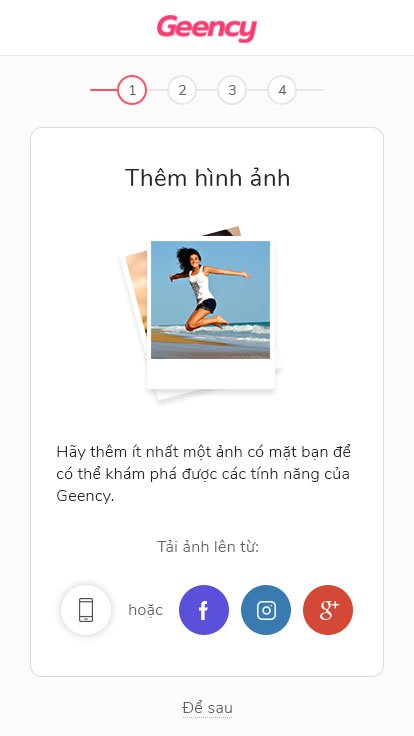 Geency
1 2 3 4
Thêm hình ảnh
Hãy thêm ít nhất một ảnh có mặt bạn để
có thể khám phá được các tính năng của
Geency.
Tải ảnh lên từ:
hoặc f g+
Để sau